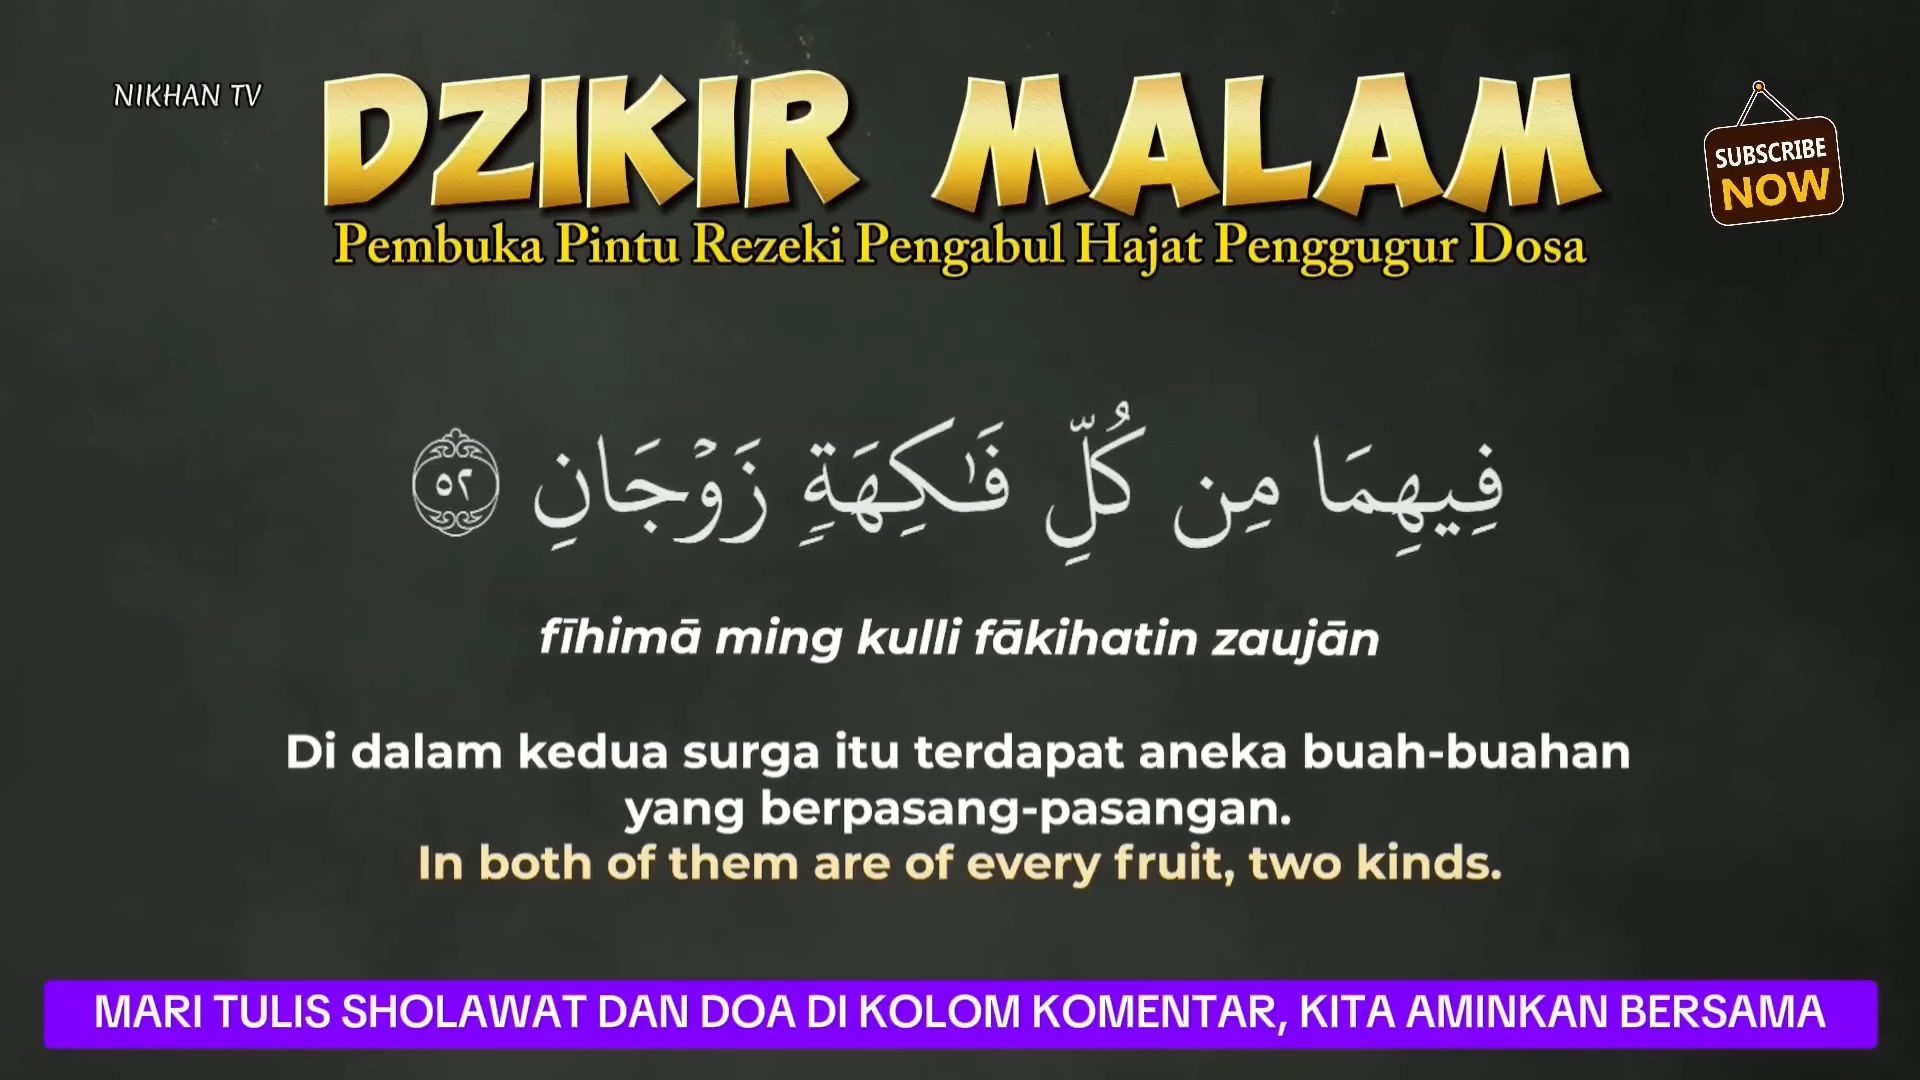 NIKHAN TV
DZIKIR MALAM
SUBSCRIBE
NOW
Pembuka Pintu Rezeki Pengabul Hajat Penggugur Dosa
فِيهِمَا مِن كُلِّ فَـٰكِهَةٍ زَوْجَانِ ٥٢
fīhimā ming kulli fākihatin zaujān
Di dalam kedua surga itu terdapat aneka buah-buahan
yang berpasang-pasangan.
In both of them are of every fruit, two kinds.
MARI TULIS SHOLAWAT DAN DOA DI KOLOM KOMENTAR, KITA AMINKAN BERSAMA